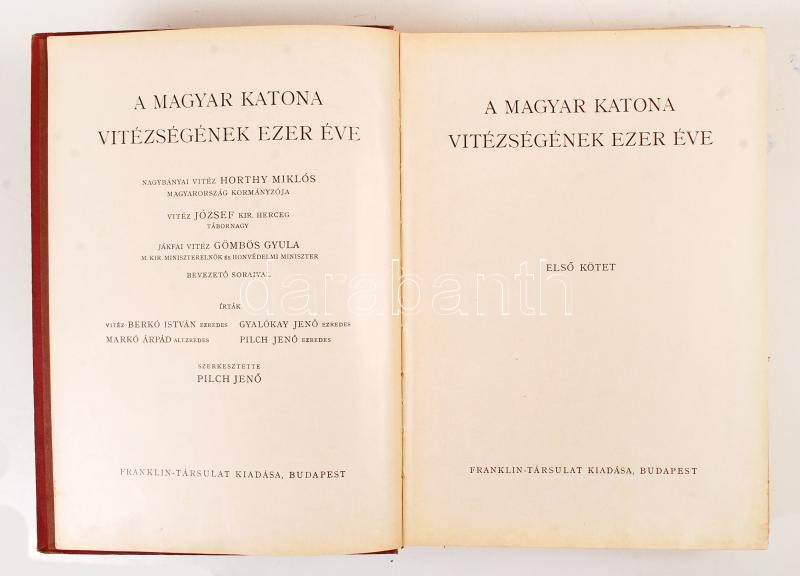 A MAGYAR KATONA
VITÉZSÉGÉNEK EZER ÉVE
NAGYBÁNYAI VITÉZ HORTHY MIKLÓS
MAGYARORSZÁG KORMÁNYZÓJA
VITÉZ JÓZSEF KIR. HERCEG
TÁBORNAGY
JÁKFAI VITÉZ GÖMBÖS GYULA
M. KIR. MINISZTERELNÖK és HONVÉDELMI MINISZTER
BEVEZETŐ SORAIVAL
ÍRTÁK
VITÉZ BERKÓ ISTVÁN EZREDES GYALÓKAY JENŐ EZREDES
MARKÓ ÁRPÁD ALEZREDES PILCH JENŐ EZREDES
SZERKESZTETTE
PILCH JENŐ
FRANKLIN-TÁRSULAT KIADÁSA, BUDAPEST
A MAGYAR KATONA
VITÉZSÉGÉNEK EZER ÉVE
ELSŐ KÖTET
FRANKLIN-TÁRSULAT KIADÁSA, BUDAPEST
darabanth